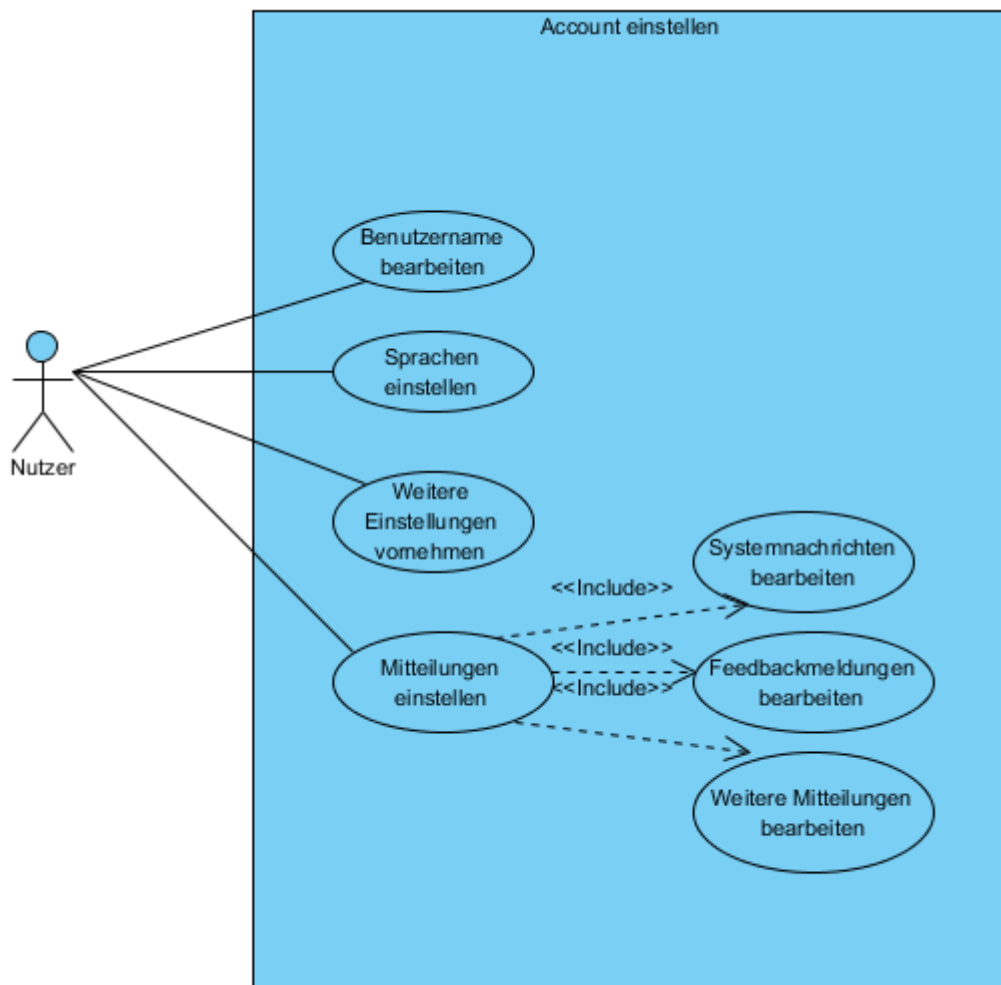 Account einstellen
Benutzername
bearbeiten
Sprachen
einstellen
Nutzer
Weitere
Einstellungen
vornehmen
Systemnachrichten
bearbeiten
<<Include>>
<<Include>>
<<Include>>
Mitteilungen
einstellen
Feedbackmeldungen
bearbeiten
Weitere Mitteilungen
bearbeiten